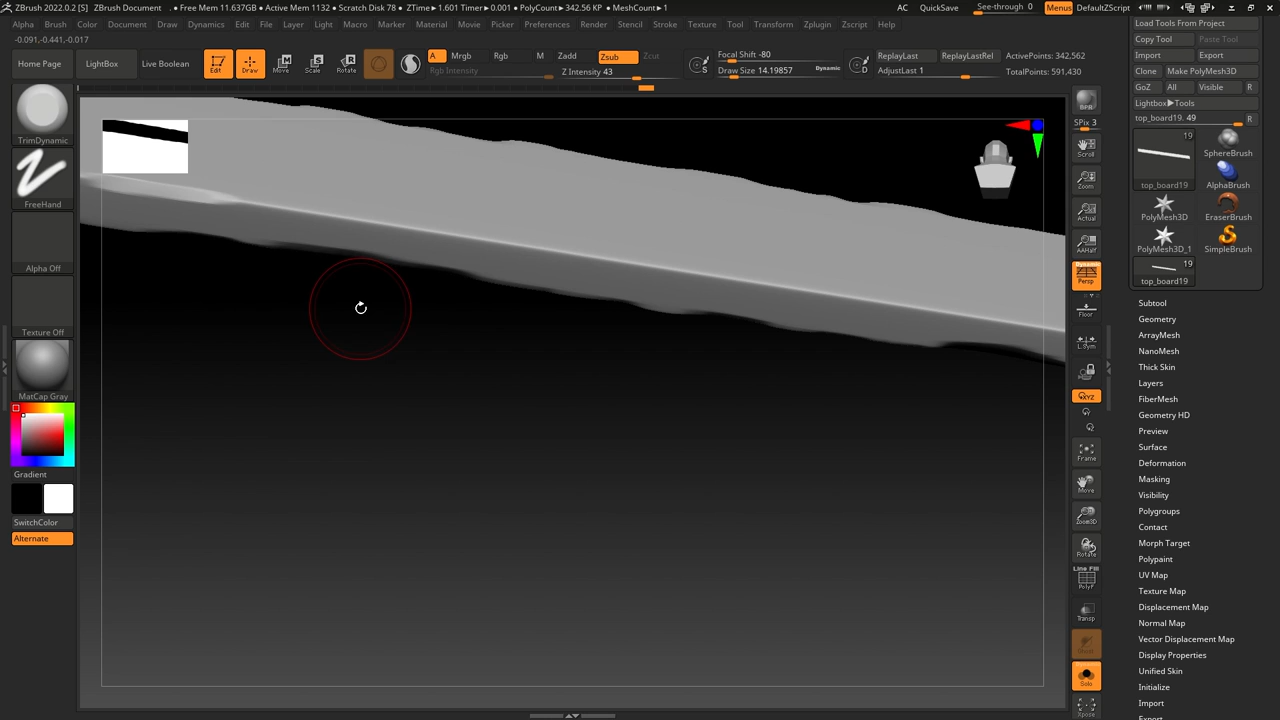 ZBrush 2022.0.2 [S]
ZBrush Document
• Free Mem 11.637GB • Active Mem 1132 • Scratch Disk 78 • ZTime▸1.601 Timer▸0.001 • PolyCount▸342.56 KP • MeshCount▸1
AC
QuickSave
See-through 0
Menus
DefaultZScript
Alpha Brush Color Document Draw Dynamics Edit File Layer Light Macro Marker Material Movie Picker Preferences Render Stencil Stroke Texture Tool Transform Zplugin Zscript Help
-0.091,-0.441,-0.017
Home Page
LightBox
Live Boolean
Edit
Draw
Move
Scale
Rotate
A
Mrgb
Rgb
M
Zadd
Zsub
Zcut
Rgb Intensity
Z Intensity 43
S
Focal Shift -80
Draw Size 14.19857
Dynamic
D
ReplayLast
ReplayLastRel
AdjustLast 1
ActivePoints: 342,562
TotalPoints: 591,430
TrimDynamic
FreeHand
Alpha Off
Texture Off
MatCap Gray
Gradient
SwitchColor
Alternate
BPR
SPix 3
Scroll
Zoom
Actual
AAHalf
Dynamic
Persp
Floor
L.Sym
XYZ
Frame
Move
Zoom3D
Rotate
Line Fill
PolyF
Transp
Dynamic
Solo
Xpose
Load Tools From Project
Copy Tool
Paste Tool
Import
Export
Clone
Make PolyMesh3D
GoZ
All
Visible
R
Lightbox▸Tools
top_board19. 49
R
19
top_board19
SphereBrush
AlphaBrush
PolyMesh3D
EraserBrush
PolyMesh3D_1
SimpleBrush
19
top_board19
Subtool
Geometry
ArrayMesh
NanoMesh
Thick Skin
Layers
FiberMesh
Geometry HD
Preview
Surface
Deformation
Masking
Visibility
Polygroups
Contact
Morph Target
Polypaint
UV Map
Texture Map
Displacement Map
Normal Map
Vector Displacement Map
Display Properties
Unified Skin
Initialize
Import
Export